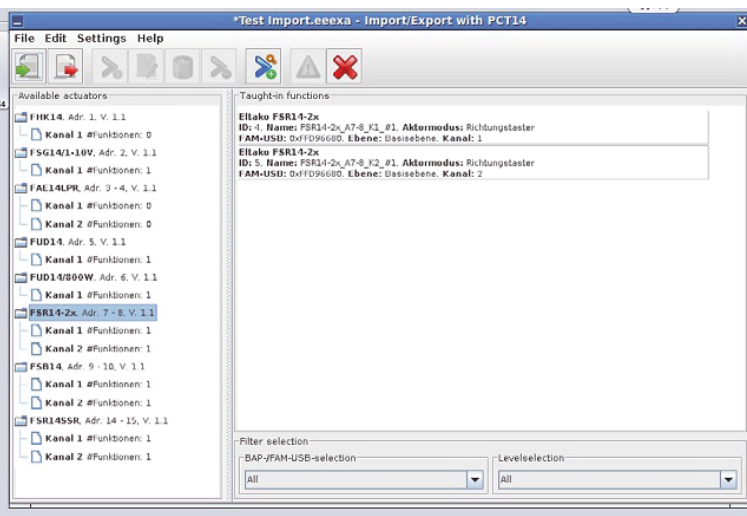 *Test Import.eeexa - Import/Export with PCT14
File Edit Settings Help
Available actuators
FHK14, Adr. 1, V. 1.1
Kanal 1 #Funktionen: 0
FSG14/1-10V, Adr. 2, V. 1.1
Kanal 1 #Funktionen: 1
FAE14LPR, Adr. 3 - 4, V. 1.1
Kanal 1 #Funktionen: 0
Kanal 2 #Funktionen: 0
FUD14, Adr. 5, V. 1.1
Kanal 1 #Funktionen: 1
FUD14/800W, Adr. 6, V. 1.1
Kanal 1 #Funktionen: 1
FSR14-2x, Adr. 7 - 8, V. 1.1
Kanal 1 #Funktionen: 1
Kanal 2 #Funktionen: 1
FSB14, Adr. 9 - 10, V. 1.1
Kanal 1 #Funktionen: 1
Kanal 2 #Funktionen: 1
FSR14SSR, Adr. 14 - 15, V. 1.1
Kanal 1 #Funktionen: 1
Kanal 2 #Funktionen: 1
Taught-in functions
Eltako FSR14-2x
ID: 4, Name: FSR14-2x_A7-8_K1_#1, Aktormodus: Richtungstaster
FAM-USB: 0xFFD96600, Ebene: Basisebene, Kanal: 1
Eltako FSR14-2x
ID: 5, Name: FSR14-2x_A7-8_K2_#1, Aktormodus: Richtungstaster
FAM-USB: 0xFFD96600, Ebene: Basisebene, Kanal: 2
Filter selection
BAP-/FAM-USB-selection
All
Levelselection
All